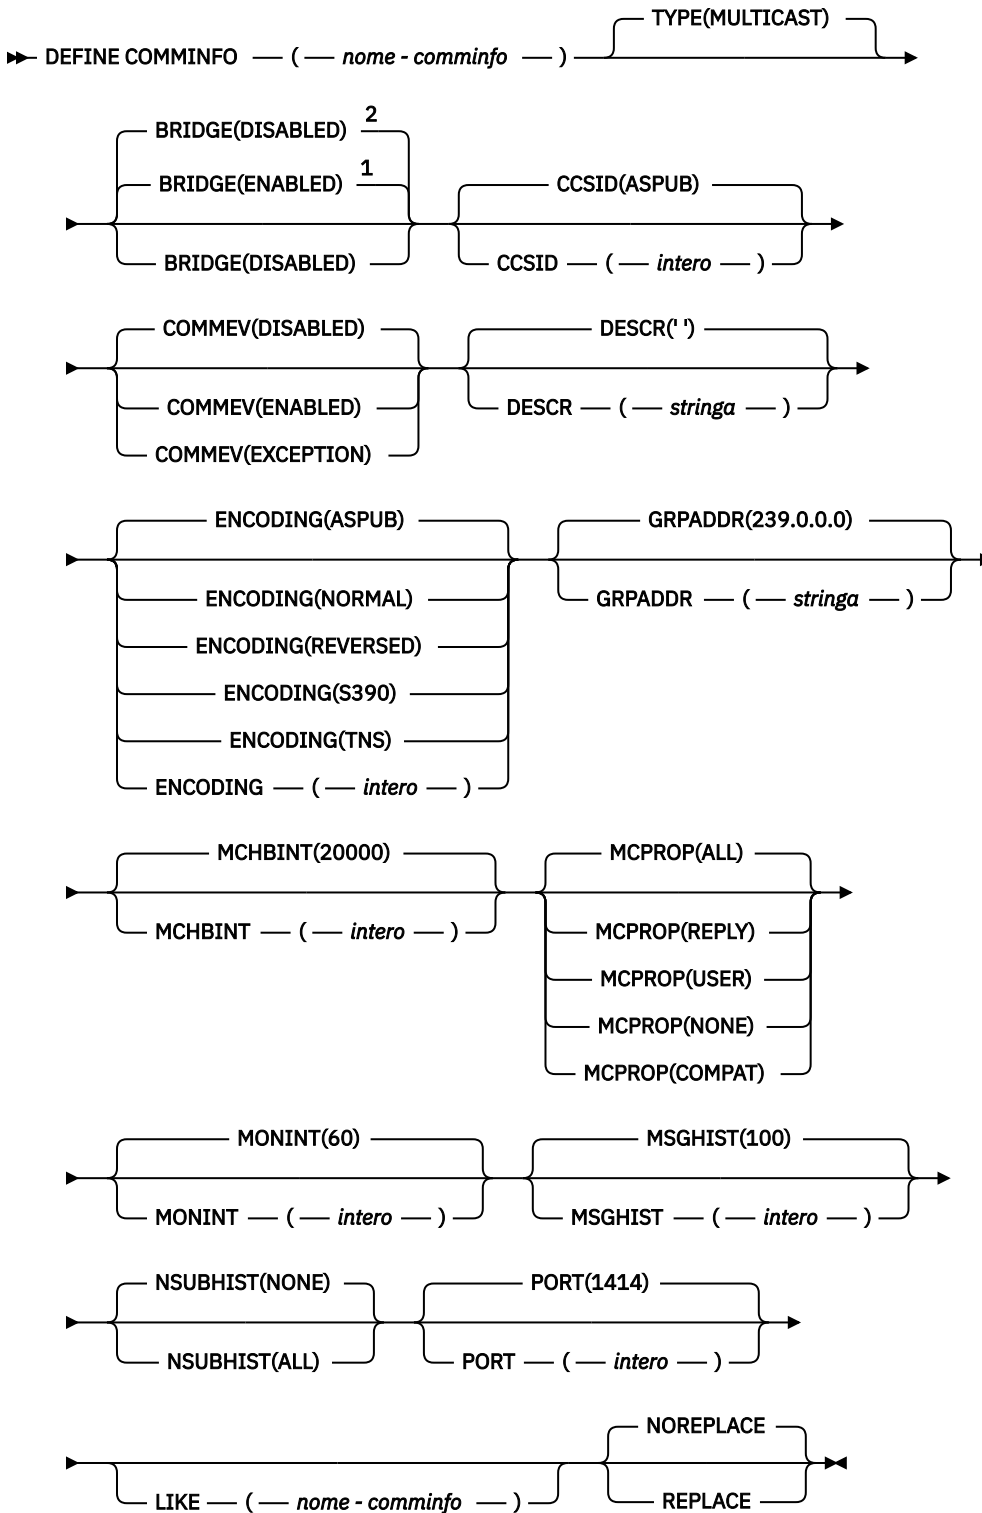 TYPE(MULTICAST)
DEFINE COMMINFO ( nome - comminfo )
BRIDGE(DISABLED) 2
BRIDGE(ENABLED) 1
CCSID(ASPUB)
BRIDGE(DISABLED)
CCSID ( intero )
COMMEV(DISABLED)
DESCR(' ')
COMMEV(ENABLED)
DESCR ( stringa )
COMMEV(EXCEPTION)
ENCODING(ASPUB)
GRPADDR(239.0.0.0)
ENCODING(NORMAL)
GRPADDR ( stringa )
ENCODING(REVERSED)
ENCODING(S390)
ENCODING(TNS)
ENCODING ( intero )
MCHBINT(20000)
MCPROP(ALL)
MCHBINT ( intero )
MCPROP(REPLY)
MCPROP(USER)
MCPROP(NONE)
MCPROP(COMPAT)
MONINT(60)
MSGHIST(100)
MONINT ( intero )
MSGHIST ( intero )
NSUBHIST(NONE)
PORT(1414)
NSUBHIST(ALL)
PORT ( intero )
NOREPLACE
LIKE ( nome - comminfo )
REPLACE